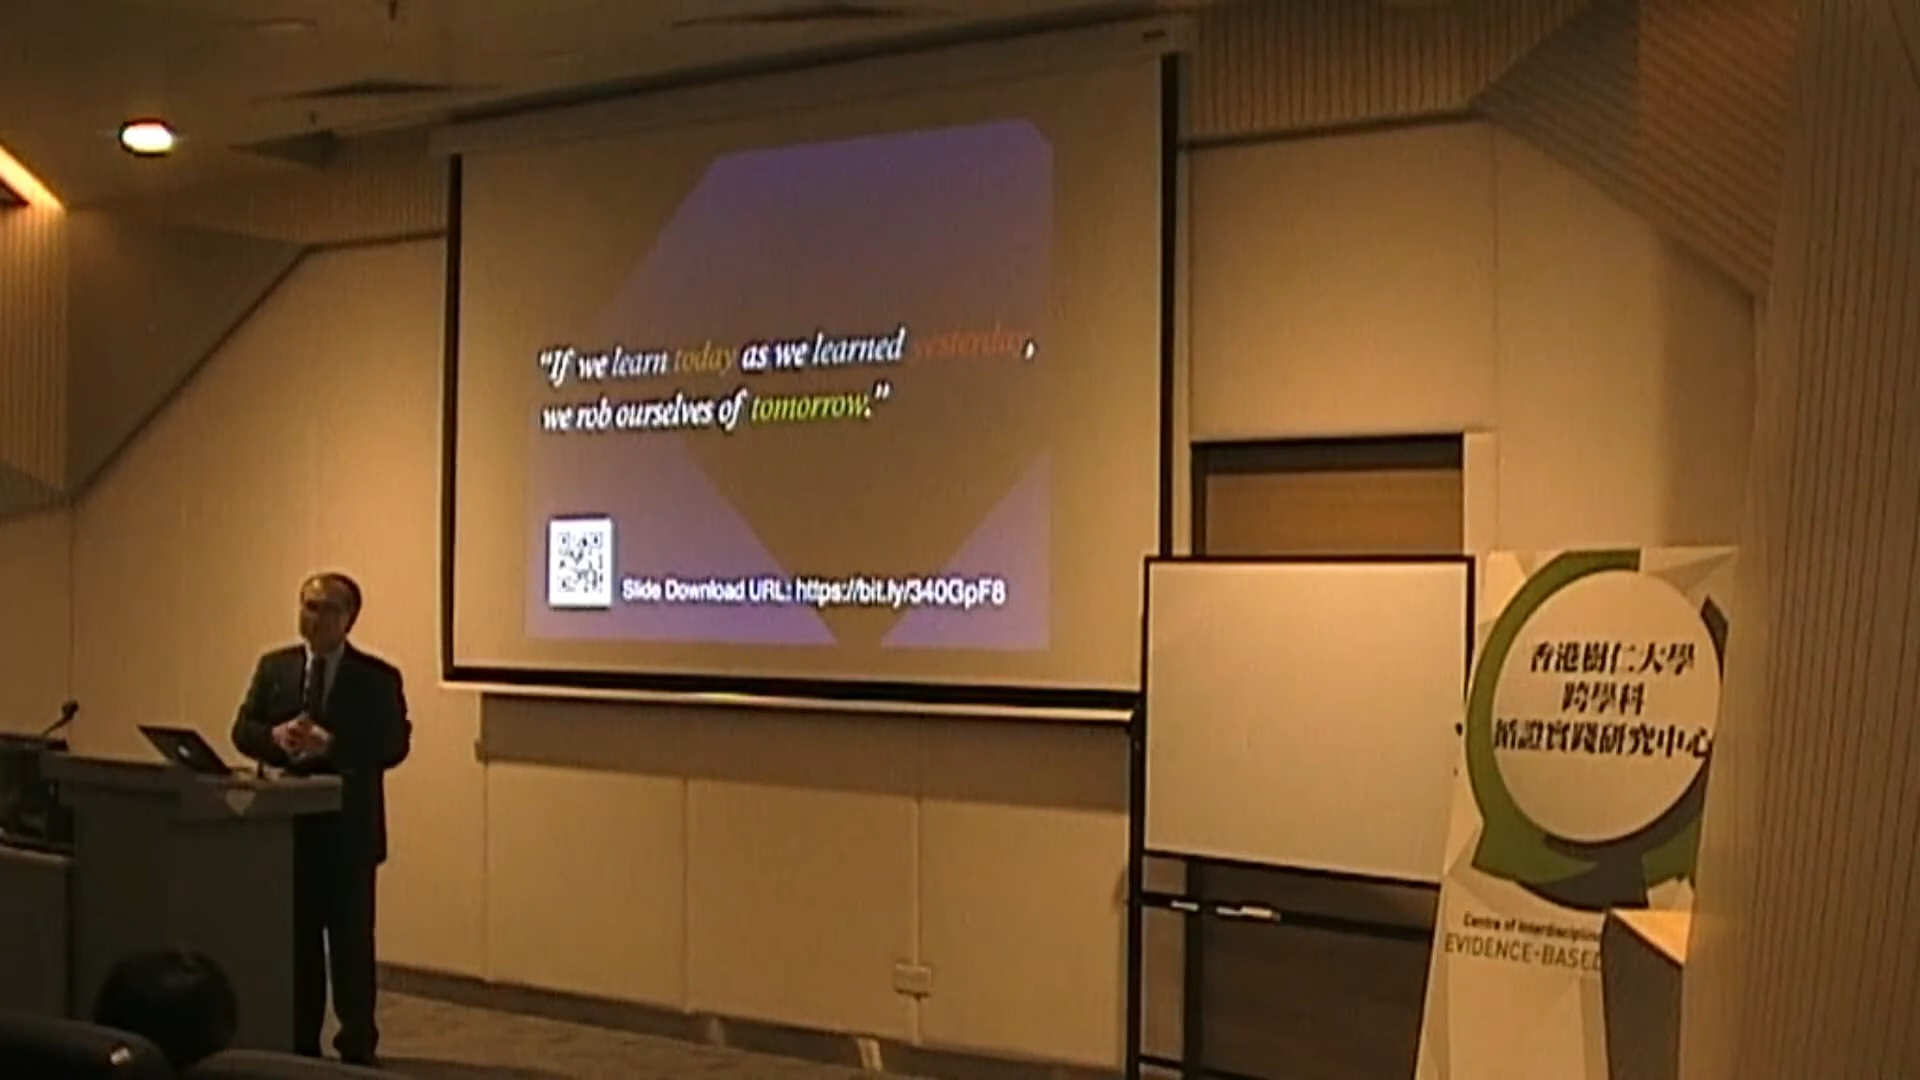 “If we learn today as we learned yesterday,
we rob ourselves of tomorrow.”
Slide Download URL: https://bit.ly/340GpF8
香港樹仁大學
跨學科
循證實踐研究中心
Centre of Interdisciplin
EVIDENCE-BASED